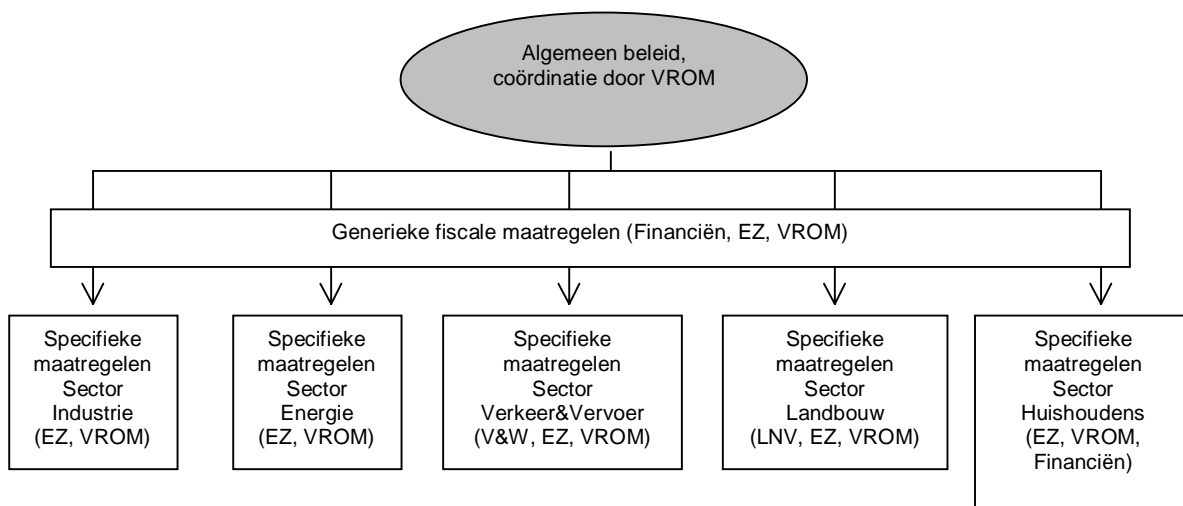 Algemeen beleid,
coördinatie door VROM
Generieke fiscale maatregelen (Financiën, EZ, VROM)
Specifieke
maatregelen
Sector
Industrie
(EZ, VROM)
Specifieke
maatregelen
Sector
Energie
(EZ, VROM)
Specifieke
maatregelen
Sector
Verkeer&Vervoer
(V&W, EZ, VROM)
Specifieke
maatregelen
Sector
Landbouw
(LNV, EZ, VROM)
Specifieke
maatregelen
Sector
Huishoudens
(EZ, VROM,
Financiën)